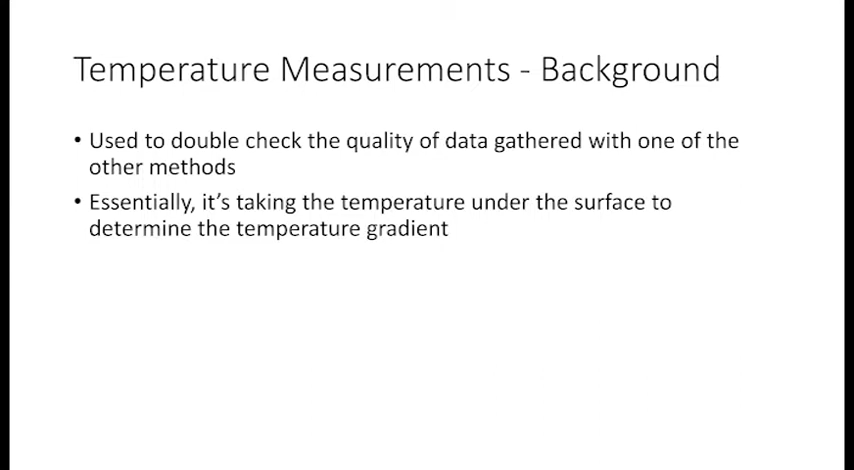 Temperature Measurements - Background
• Used to double check the quality of data gathered with one of the
other methods
• Essentially, it’s taking the temperature under the surface to
determine the temperature gradient